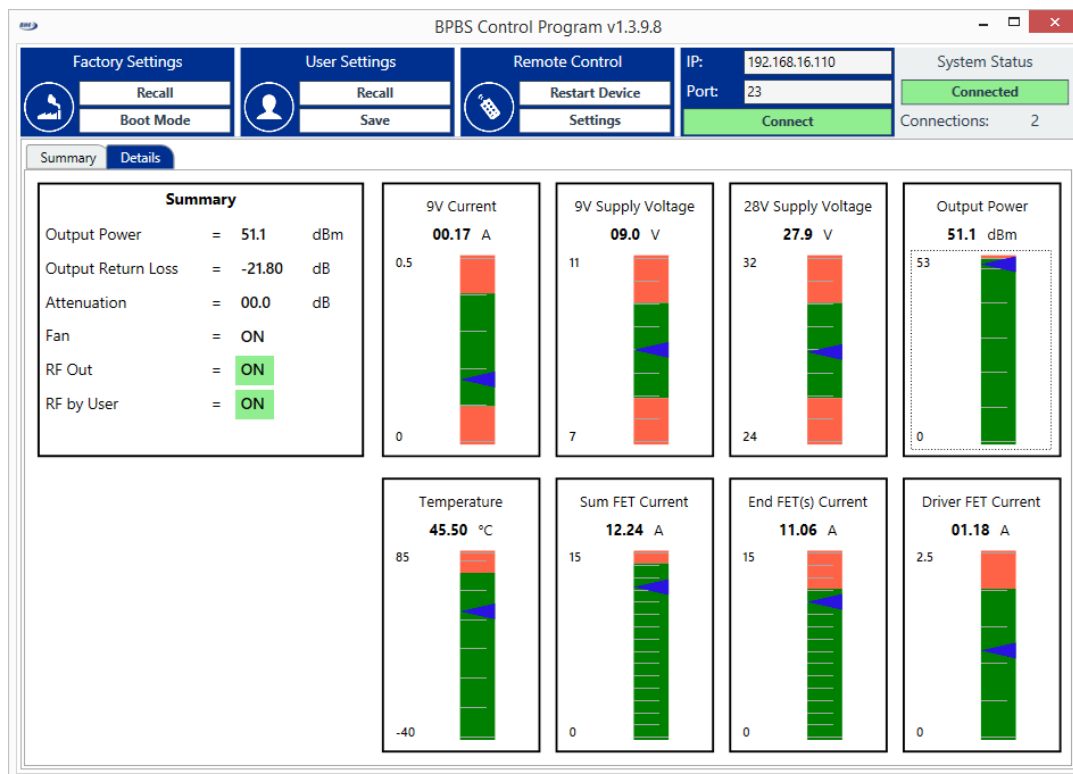 BPBS Control Program v1.3.9.8
Factory Settings
Recall
Boot Mode
User Settings
Recall
Save
Remote Control
Restart Device
Settings
IP: 192.168.16.110
Port: 23
Connect
System Status
Connected
Connections: 2
Summary Details
Summary
Output Power = 51.1 dBm
Output Return Loss = -21.80 dB
Attenuation = 00.0 dB
Fan = ON
RF Out = ON
RF by User = ON
9V Current
00.17 A
0.5
0
9V Supply Voltage
09.0 V
11
7
28V Supply Voltage
27.9 V
32
24
Output Power
51.1 dBm
53
0
Temperature
45.50 °C
85
-40
Sum FET Current
12.24 A
15
0
End FET(s) Current
11.06 A
15
0
Driver FET Current
01.18 A
2.5
0